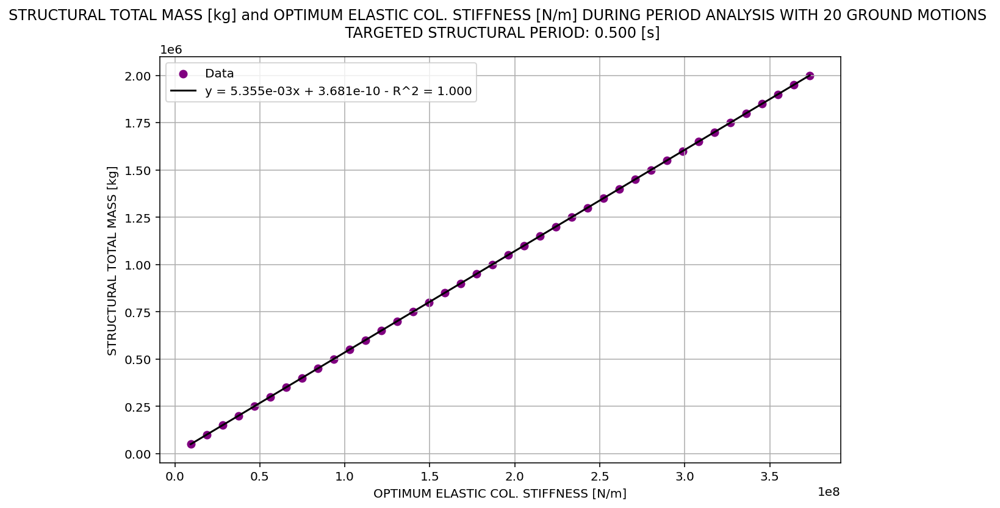 STRUCTURAL TOTAL MASS [kg] and OPTIMUM ELASTIC COL. STIFFNESS [N/m] DURING PERIOD ANALYSIS WITH 20 GROUND MOTIONS
TARGETED STRUCTURAL PERIOD: 0.500 [s]
1e6
Data
y = 5.355e-03x + 3.681e-10 - R^2 = 1.000
2.00
1.75
1.50
1.25
1.00
0.75
0.50
0.25
0.00
STRUCTURAL TOTAL MASS [kg]
0.0 0.5 1.0 1.5 2.0 2.5 3.0 3.5
OPTIMUM ELASTIC COL. STIFFNESS [N/m]
1e8